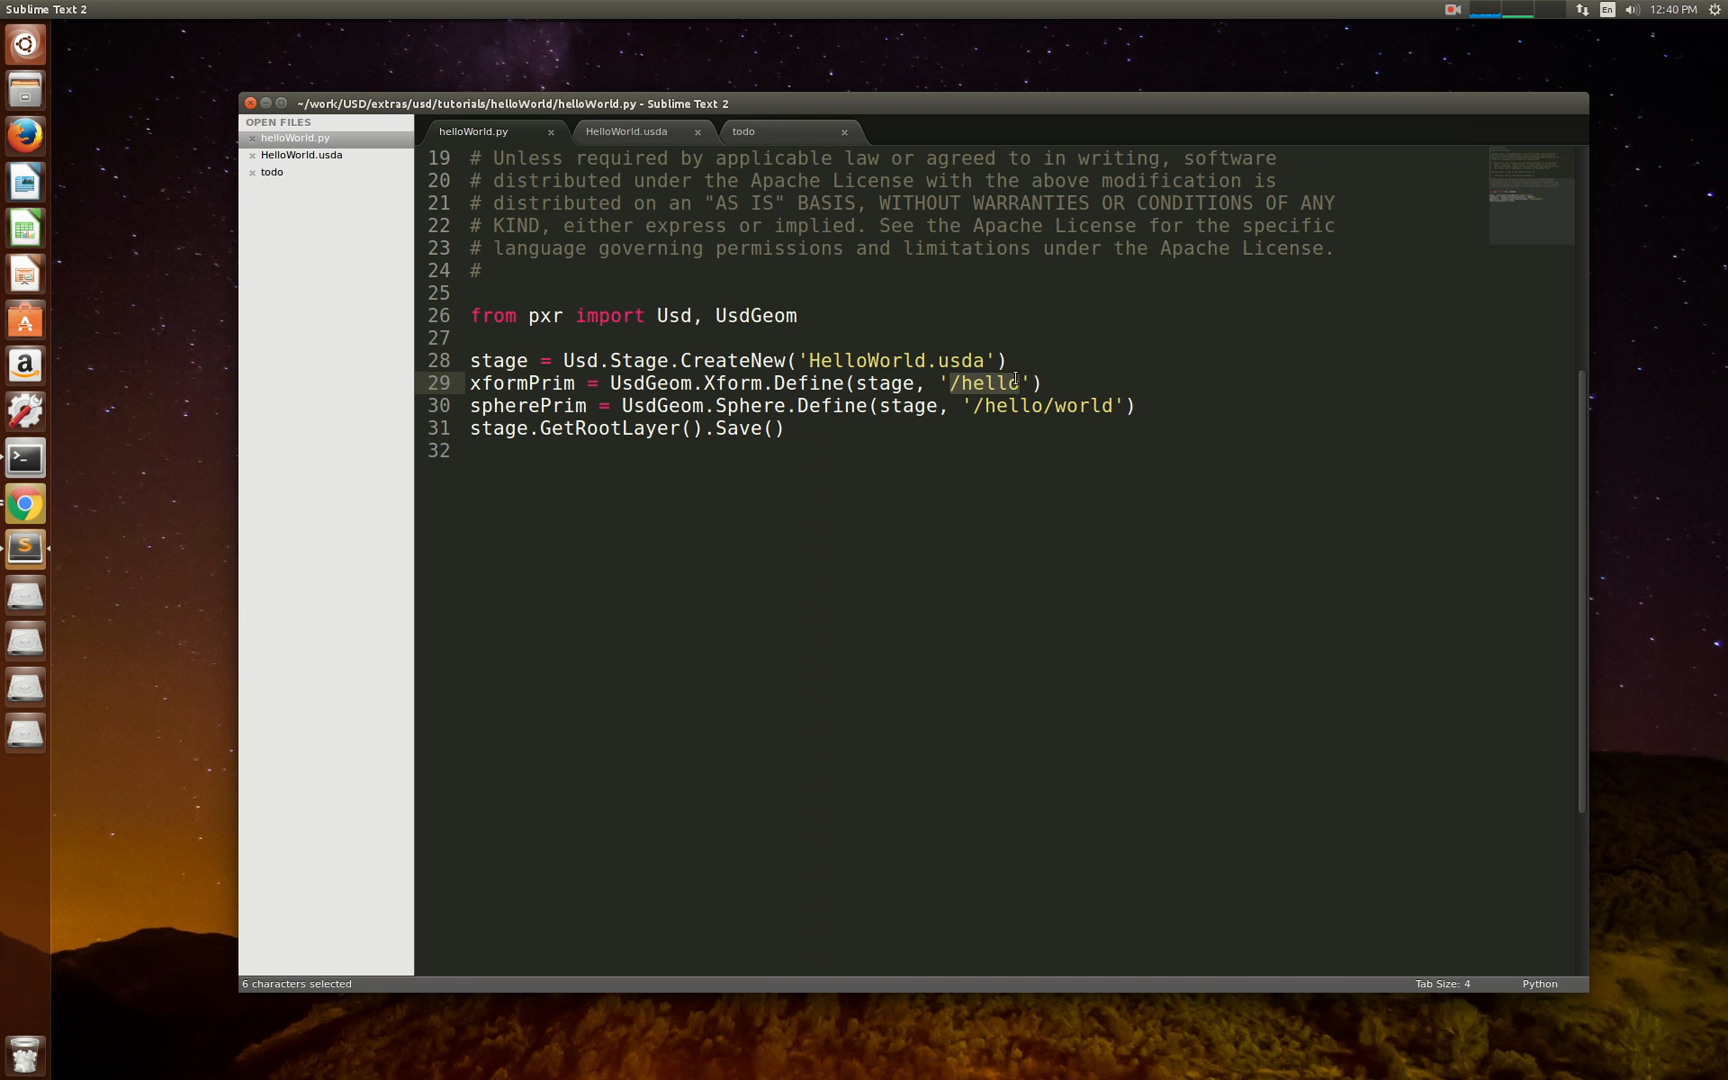 Sublime Text 2
En
12:40 PM
~/work/USD/extras/usd/tutorials/helloWorld/helloWorld.py - Sublime Text 2
OPEN FILES
helloWorld.py
HelloWorld.usda
todo
helloWorld.py
HelloWorld.usda
todo
19 # Unless required by applicable law or agreed to in writing, software
20 # distributed under the Apache License with the above modification is
21 # distributed on an "AS IS" BASIS, WITHOUT WARRANTIES OR CONDITIONS OF ANY
22 # KIND, either express or implied. See the Apache License for the specific
23 # language governing permissions and limitations under the Apache License.
24 #
25
26 from pxr import Usd, UsdGeom
27
28 stage = Usd.Stage.CreateNew('HelloWorld.usda')
29 xformPrim = UsdGeom.Xform.Define(stage, '/hello')
30 spherePrim = UsdGeom.Sphere.Define(stage, '/hello/world')
31 stage.GetRootLayer().Save()
32
6 characters selected
Tab Size: 4
Python